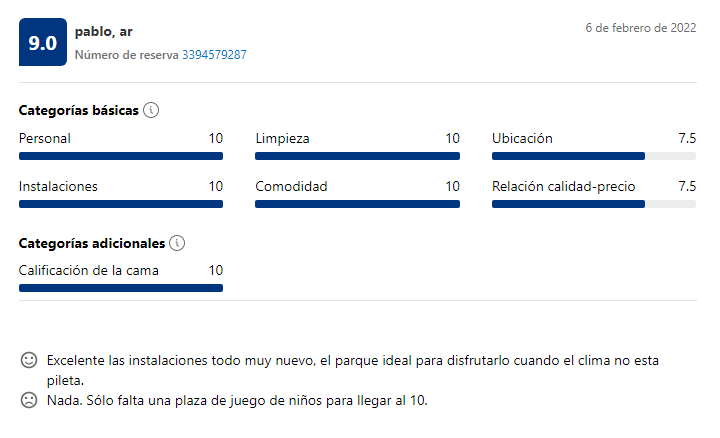 9.0
pablo, ar
6 de febrero de 2022
Número de reserva 3394579287
Categorías básicas
Personal 10
Limpieza 10
Ubicación 7.5
Instalaciones 10
Comodidad 10
Relación calidad-precio 7.5
Categorías adicionales
Calificación de la cama 10
Excelente las instalaciones todo muy nuevo, el parque ideal para disfrutarlo cuando el clima no esta
pileta.
Nada. Sólo falta una plaza de juego de niños para llegar al 10.